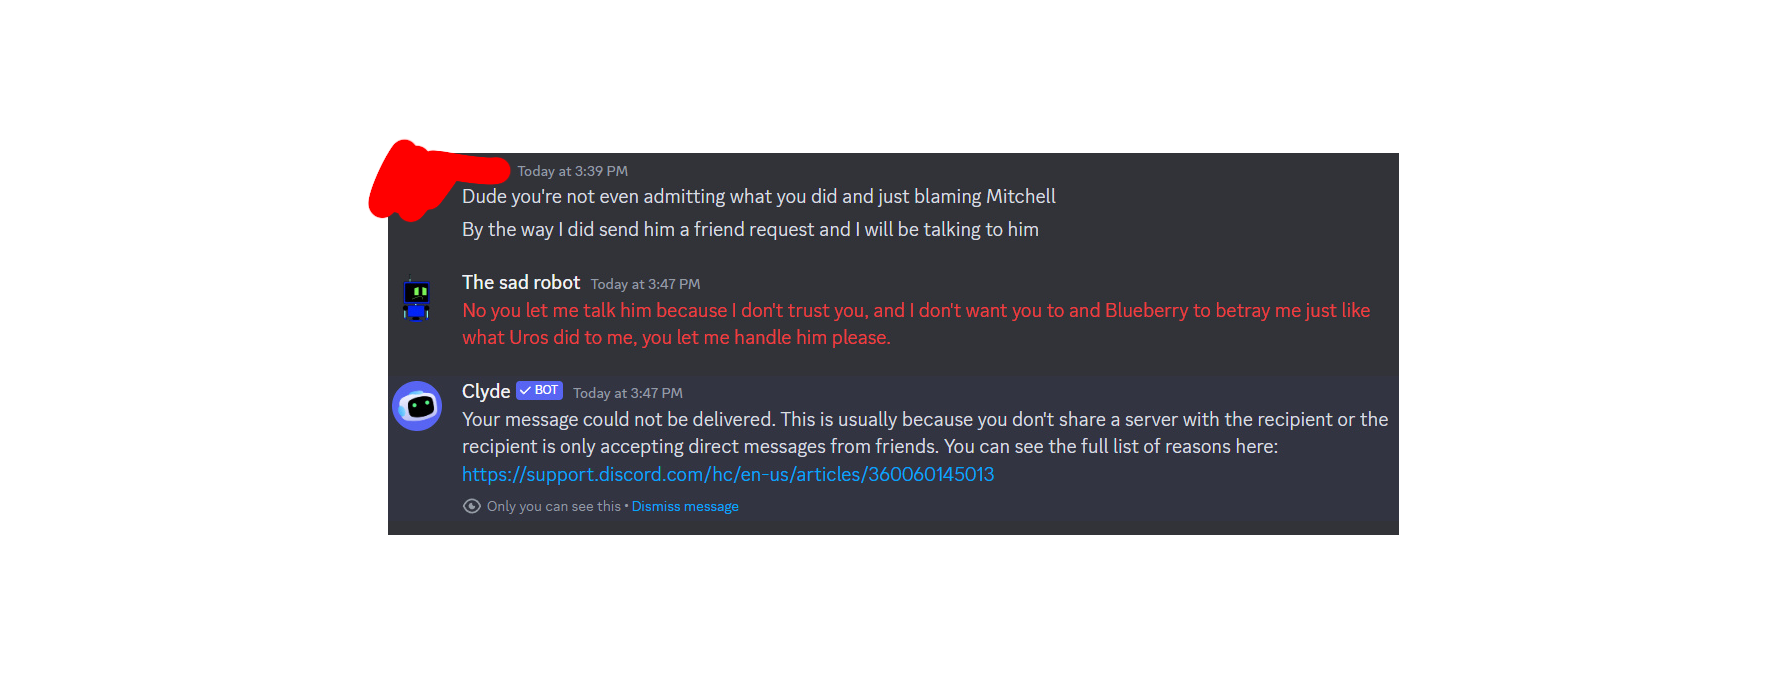 Today at 3:39 PM
Dude you're not even admitting what you did and just blaming Mitchell
By the way I did send him a friend request and I will be talking to him
The sad robot Today at 3:47 PM
No you let me talk him because I don't trust you, and I don't want you to and Blueberry to betray me just like
what Uros did to me, you let me handle him please.
Clyde BOT Today at 3:47 PM
Your message could not be delivered. This is usually because you don't share a server with the recipient or the
recipient is only accepting direct messages from friends. You can see the full list of reasons here:
https://support.discord.com/hc/en-us/articles/360060145013
Only you can see this • Dismiss message